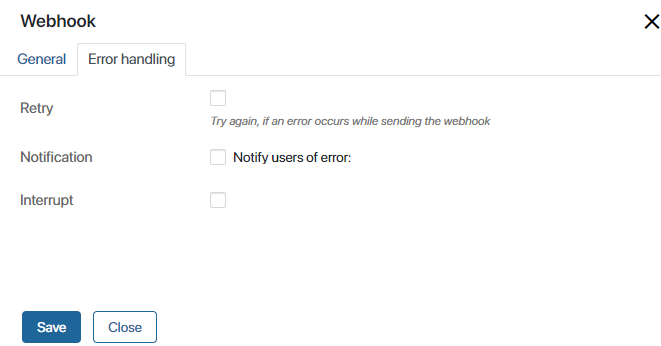 Webhook
General
Error handling
Retry
Try again, if an error occurs while sending the webhook
Notification
Notify users of error:
Interrupt
Save
Close